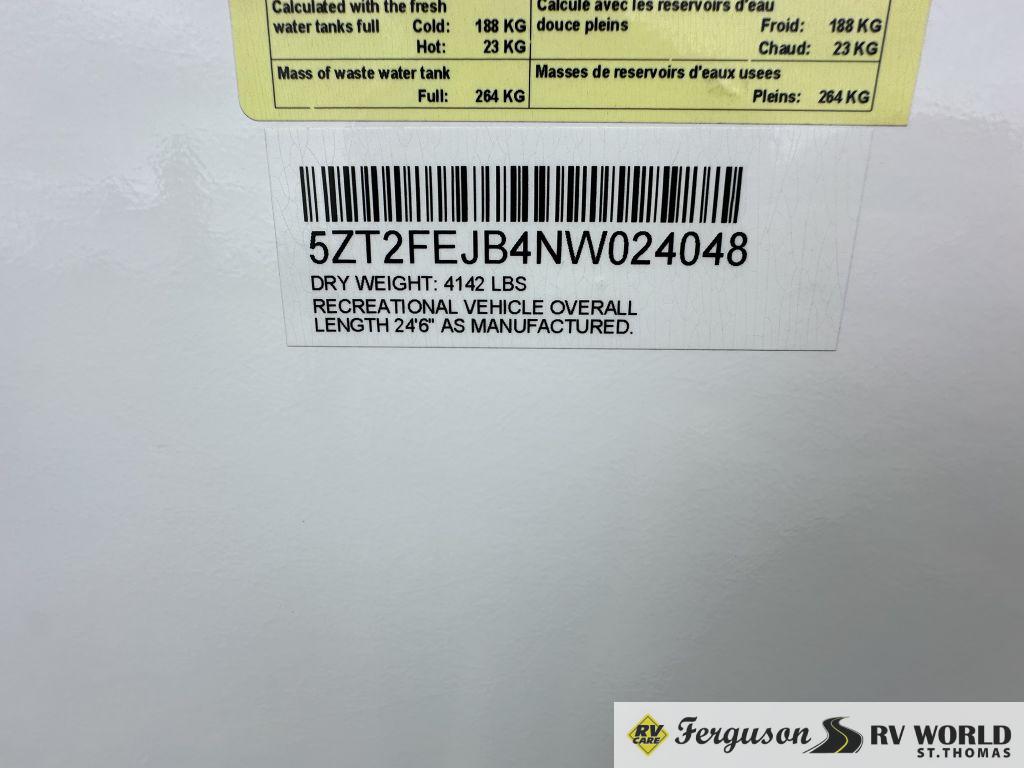 Calculated with the fresh
water tanks full Cold: 188 KG
Hot: 23 KG
Mass of waste water tank
Full: 264 KG
Calculé avec les réservoirs d'eau
douce pleins Froid: 188 KG
Chaud: 23 KG
Masses de reservoirs d'eaux usees
Pleins: 264 KG
5ZT2FEJB4NW024048
DRY WEIGHT: 4142 LBS
RECREATIONAL VEHICLE OVERALL
LENGTH 24'6" AS MANUFACTURED.
RV CARE Ferguson RV WORLD
ST.THOMAS